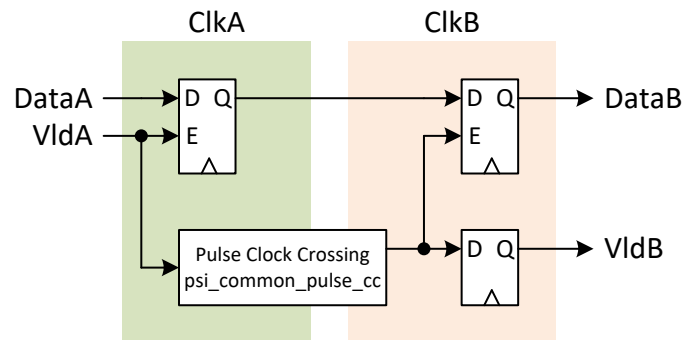 ClkA ClkB
DataA D Q D Q DataB
VldA E E
Pulse Clock Crossing D Q VldB
psi_common_pulse_cc